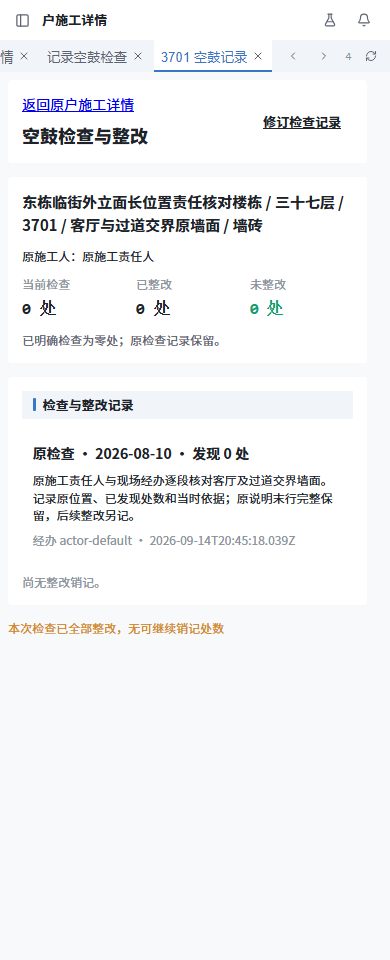 户施工详情
情
记录空鼓检查
3701 空鼓记录
4
返回原户施工详情
空鼓检查与整改
修订检查记录
东栋临街外立面长位置责任核对楼栋 / 三十七层 /
3701 / 客厅与过道交界原墙面 / 墙砖
原施工人：原施工责任人
当前检查
已整改
未整改
0 处
0 处
0 处
已明确检查为零处；原检查记录保留。
检查与整改记录
原检查 · 2026-08-10 · 发现 0 处
原施工责任人与现场经办逐段核对客厅及过道交界墙面。
记录原位置、已发现处数和当时依据；原说明末行完整保
留，后续整改另记。
经办 actor-default · 2026-09-14T20:45:18.039Z
尚无整改销记。
本次检查已全部整改，无可继续销记处数